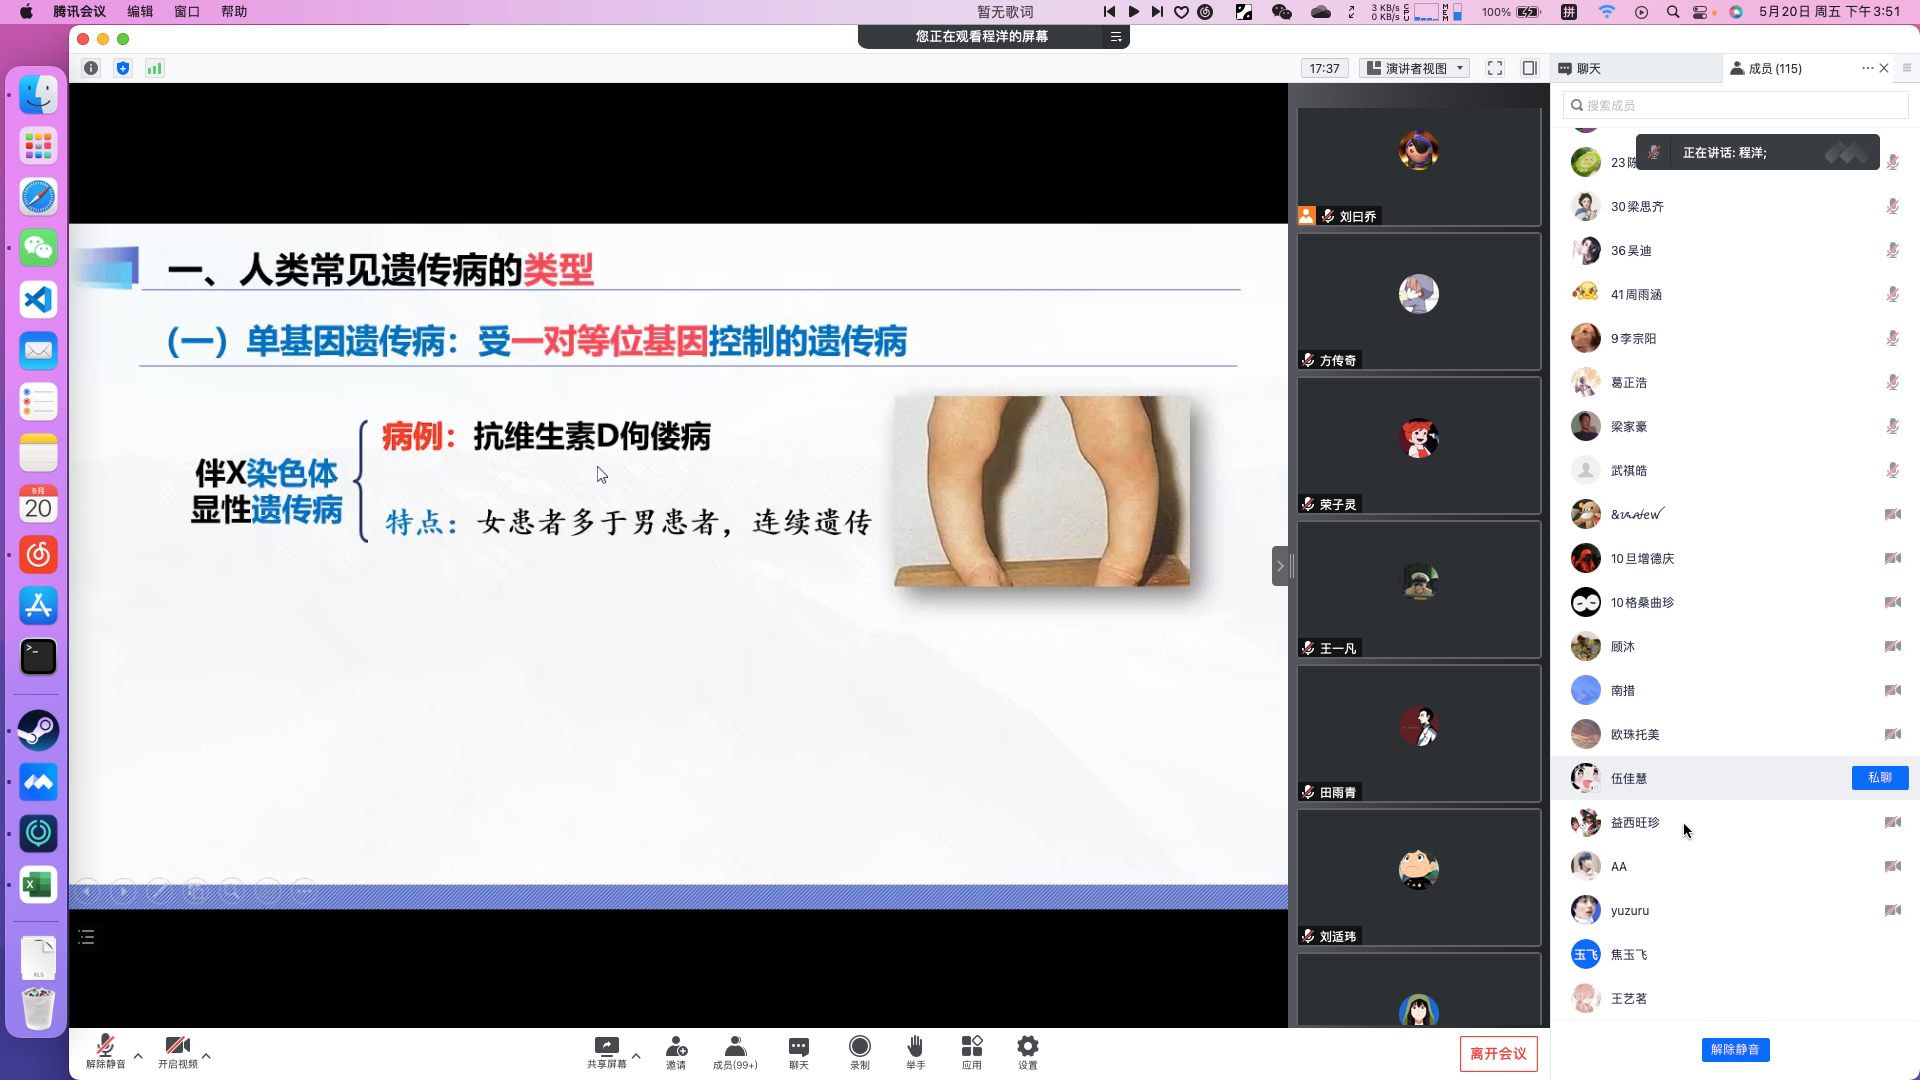 腾讯会议 编辑 窗口 帮助
暂无歌词
3 KB/s
0 KB/s
CPU
MEM
100%
拼
5月20日 周五 下午3:51
您正在观看程洋的屏幕
17:37
演讲者视图
聊天
成员 (115)
搜索成员
正在讲话: 程洋;
一、人类常见遗传病的类型
（一）单基因遗传病：受一对等位基因控制的遗传病
病例：抗维生素D佝偻病
伴X染色体
显性遗传病
特点：女患者多于男患者，连续遗传
刘曰乔
方传奇
荣子灵
王一凡
田雨青
刘适玮
23陈
30梁思齐
36吴迪
41周雨涵
9李宗阳
葛正浩
梁家豪
武祺皓
10旦增德庆
10格桑曲珍
顾沐
南措
欧珠托美
伍佳慧
私聊
益西旺珍
AA
yuzuru
玉飞
焦玉飞
王艺茗
解除静音
5月
20
XLS
解除静音
开启视频
共享屏幕
邀请
成员(99+)
聊天
录制
举手
应用
设置
离开会议